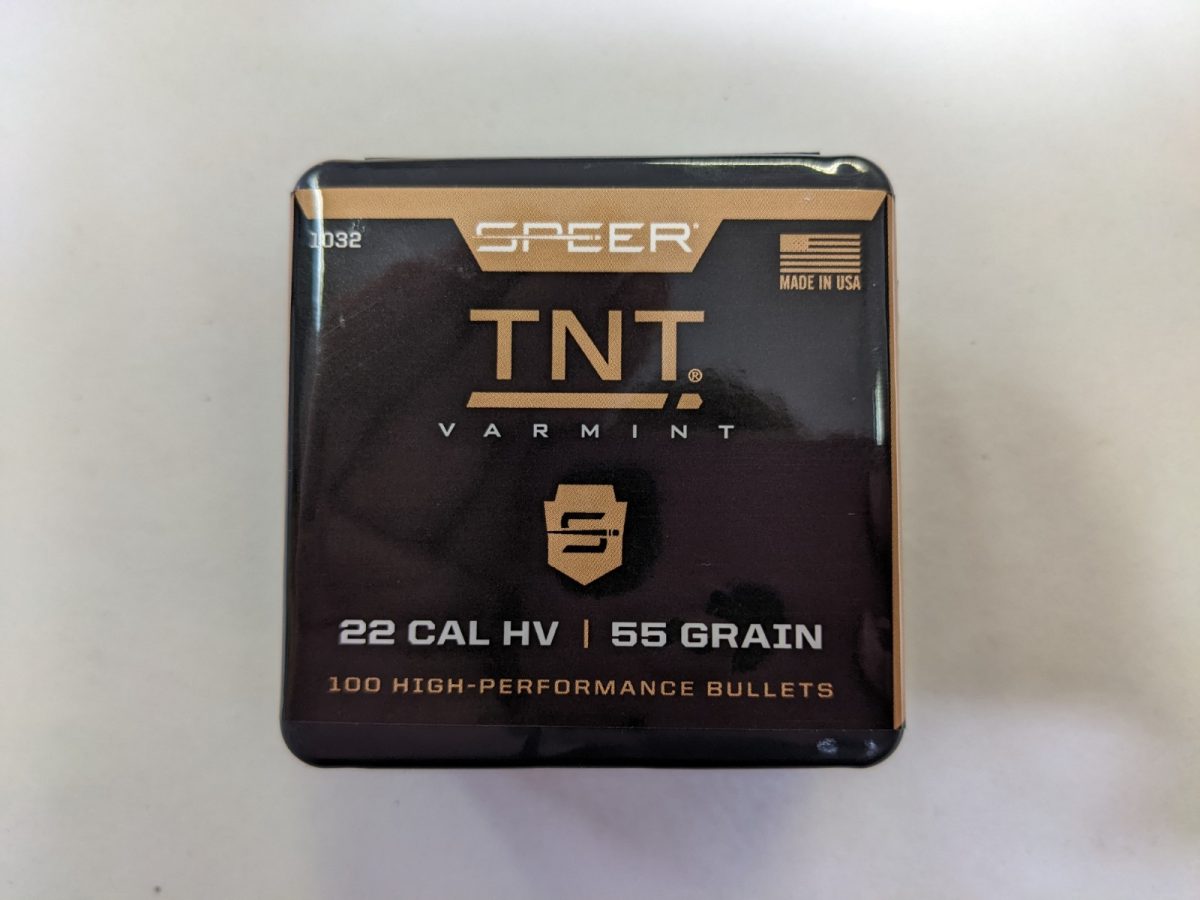 SPEER®
1032
MADE IN USA
TNT®
VARMINT
22 CAL HV | 55 GRAIN
100 HIGH-PERFORMANCE BULLETS